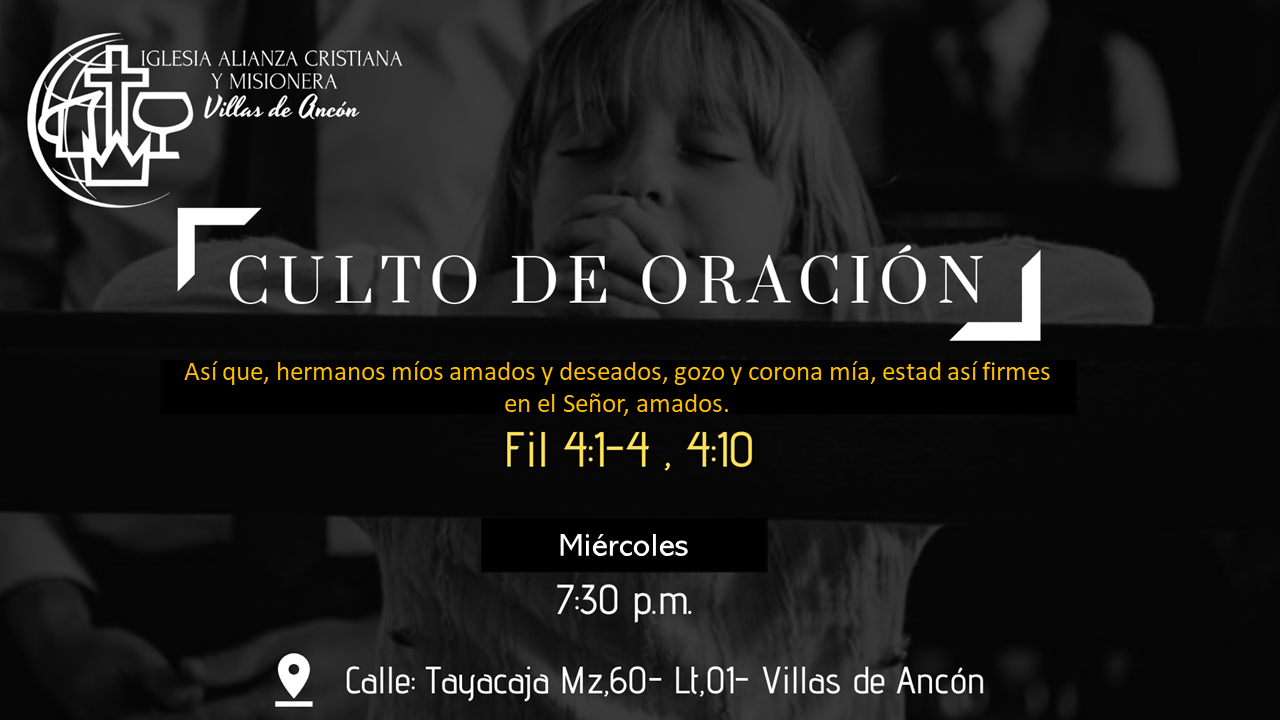 IGLESIA ALIANZA CRISTIANA
Y MISIONERA
Villas de Ancón
CULTO DE ORACIÓN
Así que, hermanos míos amados y deseados, gozo y corona mía, estad así firmes
en el Señor, amados.
Fil 4:1-4 , 4:10
Miércoles
7:30 p.m.
Calle: Tayacaja Mz,60- Lt,01- Villas de Ancón